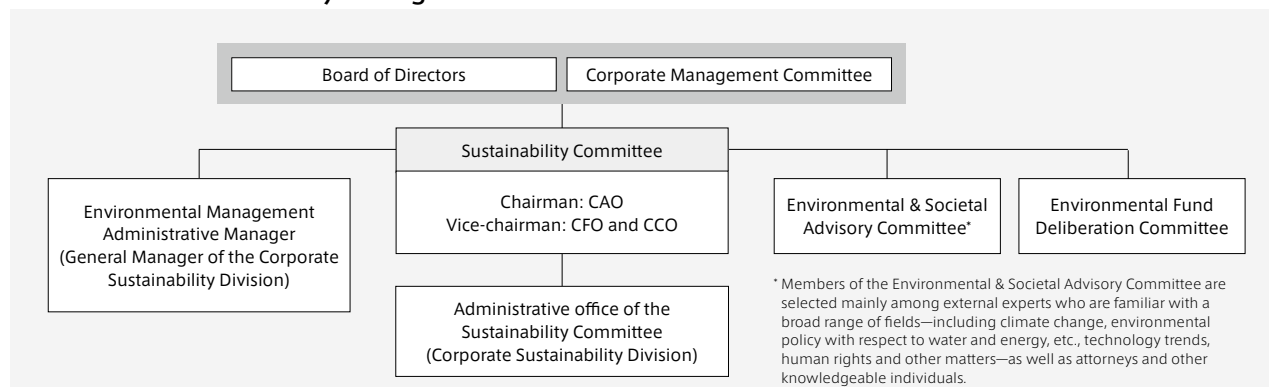 Board of Directors
Corporate Management Committee
Sustainability Committee
Chairman: CAO
Vice-chairman: CFO and CCO
Environmental Management
Administrative Manager
(General Manager of the Corporate
Sustainability Division)
Environmental & Societal
Advisory Committee*
Environmental Fund
Deliberation Committee
Administrative office of the
Sustainability Committee
(Corporate Sustainability Division)
* Members of the Environmental & Societal Advisory Committee are
selected mainly among external experts who are familiar with a
broad range of fields—including climate change, environmental
policy with respect to water and energy, etc., technology trends,
human rights and other matters—as well as attorneys and other
knowledgeable individuals.